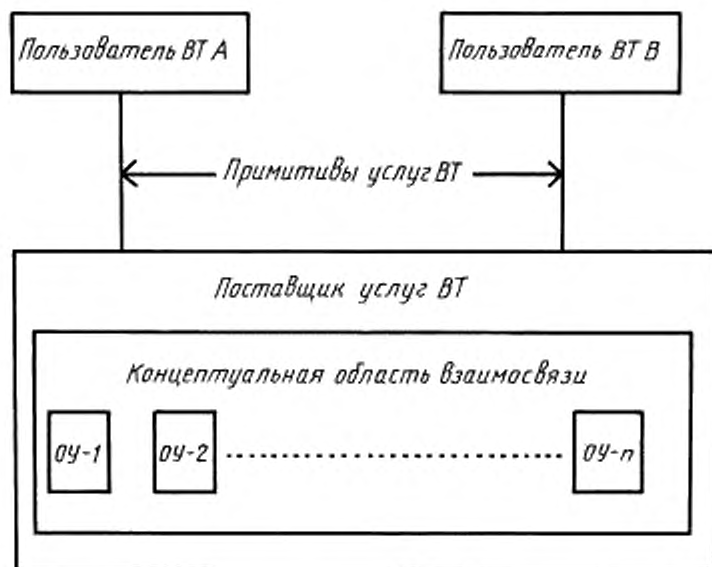 Пользователь ВТ А
Пользователь ВТ В
Примитивы услуг ВТ
Поставщик услуг ВТ
Концептуальная область взаимосвязи
ОУ-1
ОУ-2
ОУ-п